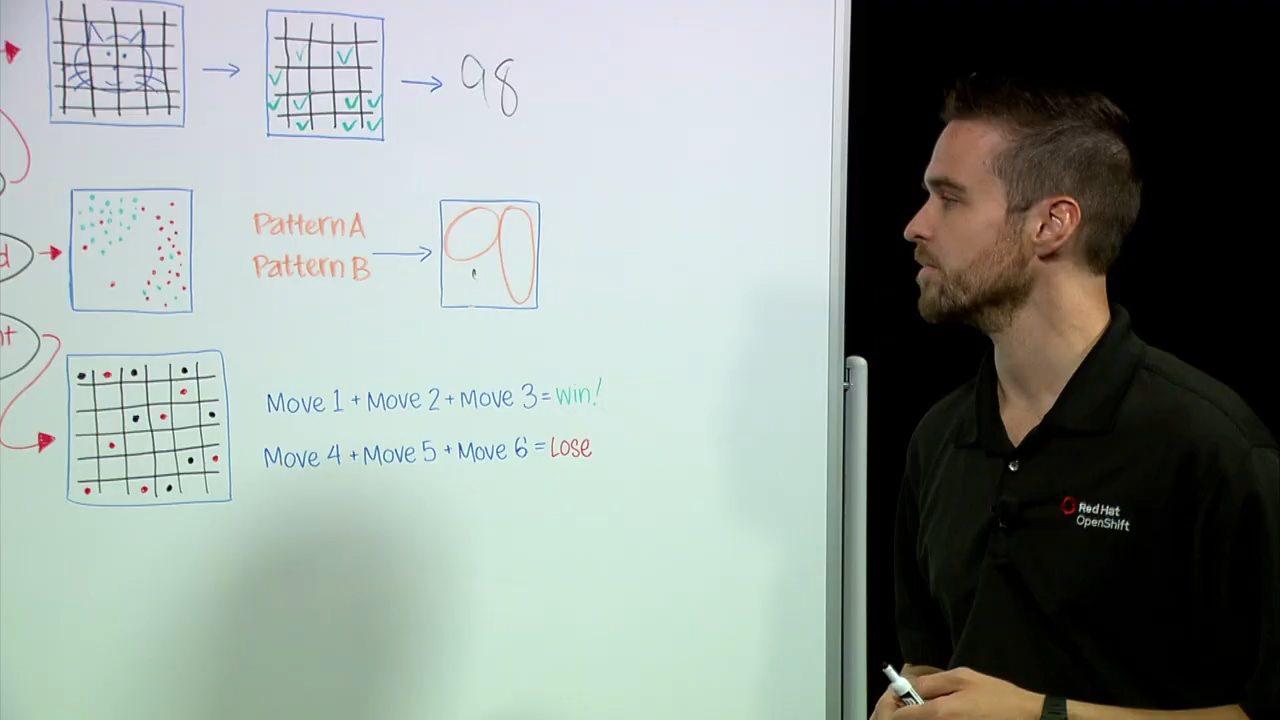 98
Pattern A
Pattern B
d
t
Move 1 + Move 2 + Move 3 = Win!
Move 4 + Move 5 + Move 6 = Lose
Red Hat
OpenShift